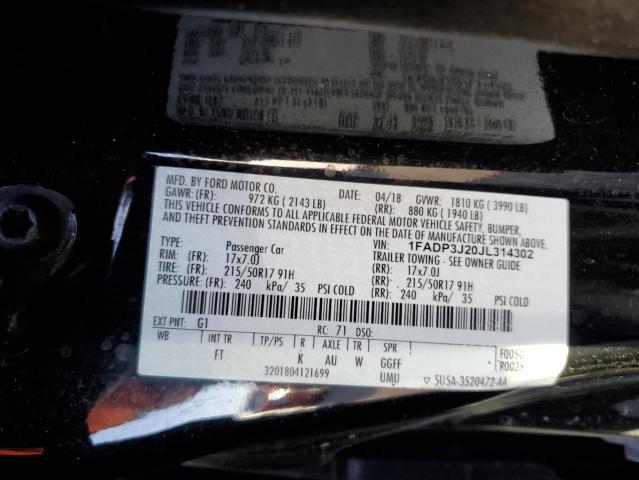 MFD. BY FORD MOTOR CO. DATE: 04/18 GVWR: 1810 KG ( 3990 LB)
GAWR: (FR): 972 KG ( 2143 LB) (RR): 880 KG ( 1940 LB)
THIS VEHICLE CONFORMS TO ALL APPLICABLE FEDERAL MOTOR VEHICLE SAFETY, BUMPER,
AND THEFT PREVENTION STANDARDS IN EFFECT ON THE DATE OF MANUFACTURE SHOWN ABOVE.
VIN: 1FADP3J20JL314302
TYPE: Passenger Car TRAILER TOWING - SEE OWNER GUIDE
RIM: (FR): 17x7.0J (RR): 17x7.0J
TIRE: (FR): 215/50R17 91H (RR): 215/50R17 91H
PRESSURE: (FR): 240 kPa/ 35 PSI COLD (RR): 240 kPa/ 35 PSI COLD
EXT PNT: G1 RC: 71 DSO:
WB INT TR TP/PS R AXLE TR SPR F0050
FT K AU W GGFF
3201804121699 UMU 5U5A-3520472-AA